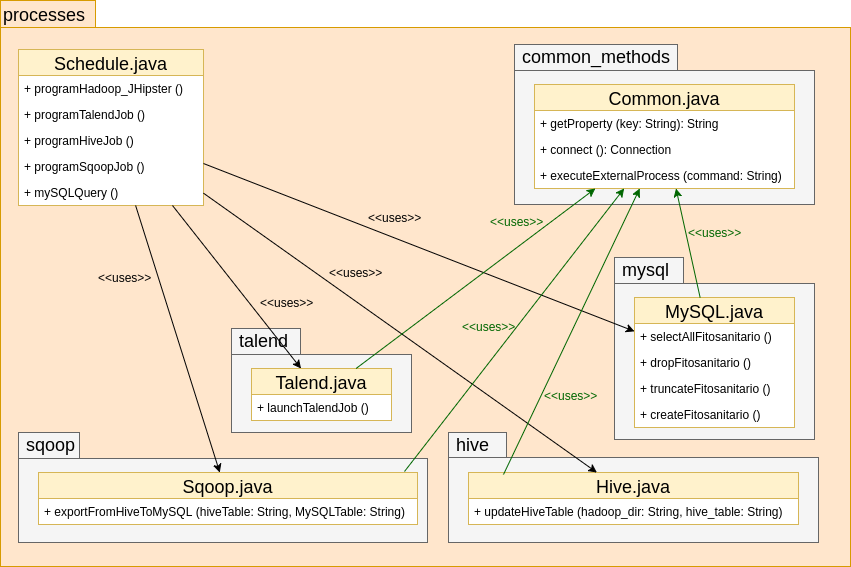 processes
Schedule.java
+ programHadoop_JHipster ()
+ programTalendJob ()
+ programHiveJob ()
+ programSqoopJob ()
+ mySQLQuery ()
common_methods
Common.java
+ getProperty (key: String): String
+ connect (): Connection
+ executeExternalProcess (command: String)
<<uses>>
<<uses>>
<<uses>>
<<uses>>
<<uses>>
<<uses>>
<<uses>>
<<uses>>
mysql
MySQL.java
+ selectAllFitosanitario ()
+ dropFitosanitario ()
+ truncateFitosanitario ()
+ createFitosanitario ()
talend
Talend.java
+ launchTalendJob ()
sqoop
Sqoop.java
+ exportFromHiveToMySQL (hiveTable: String, MySQLTable: String)
hive
Hive.java
+ updateHiveTable (hadoop_dir: String, hive_table: String)